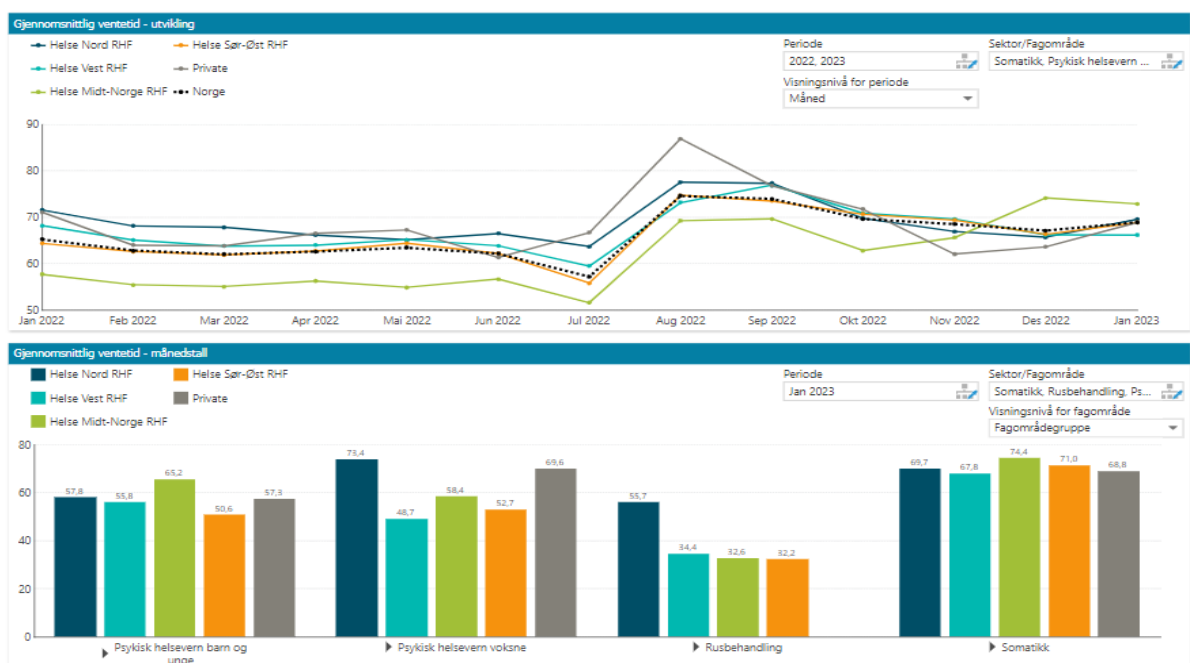 Gjennomsnittlig ventetid - utvikling
Helse Nord RHF
Helse Sør-Øst RHF
Helse Vest RHF
Private
Helse Midt-Norge RHF
Norge
Periode
2022, 2023
Sektor/Fagområde
Somatikk, Psykisk helsevern ...
Visningsnivå for periode
Måned
90
80
70
60
50
Jan 2022 Feb 2022 Mar 2022 Apr 2022 Mai 2022 Jun 2022 Jul 2022 Aug 2022 Sep 2022 Okt 2022 Nov 2022 Des 2022 Jan 2023
Gjennomsnittlig ventetid - månedstall
Helse Nord RHF
Helse Sør-Øst RHF
Helse Vest RHF
Private
Helse Midt-Norge RHF
Periode
Jan 2023
Sektor/Fagområde
Somatikk, Rusbehandling, Ps...
Visningsnivå for fagområde
Fagområdegruppe
80
60
40
20
0
57,8 55,8 65,2 50,6 57,3
73,4 48,7 58,4 52,7 69,6
55,7 34,4 32,6 32,2
69,7 67,8 74,4 71,0 68,8
Psykisk helsevern barn og
unge
Psykisk helsevern voksne
Rusbehandling
Somatikk